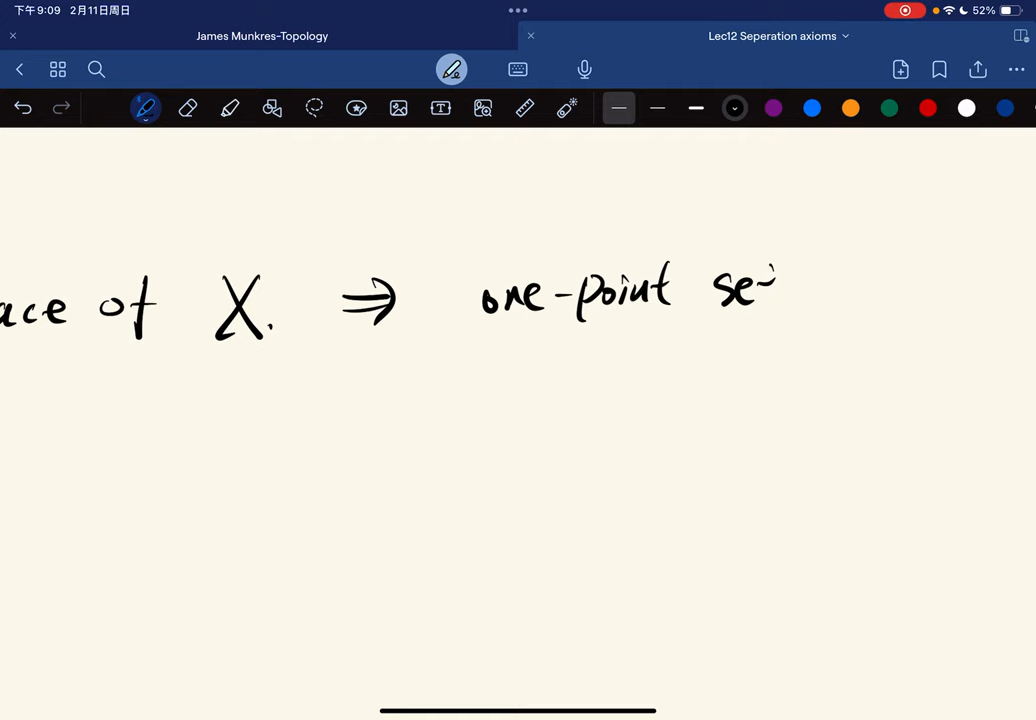 下午9:09 2月11日周日 52%
James Munkres-Topology Lec12 Seperation axioms
ace of X. ⇒ one-point se